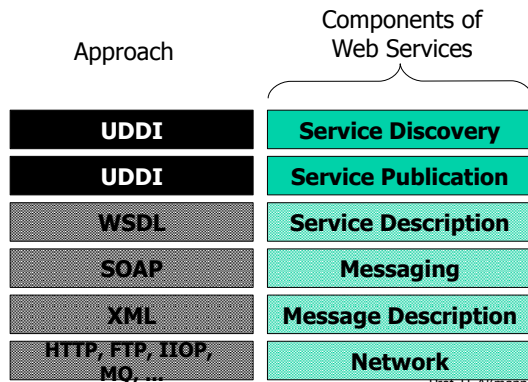 Components of
Approach
Web Services
UDDI Service Discovery
UDDI Service Publication
WSDL Service Description
SOAP Messaging
XML Message Description
HTTP, FTP, IIOP,
MQ, ...
Network